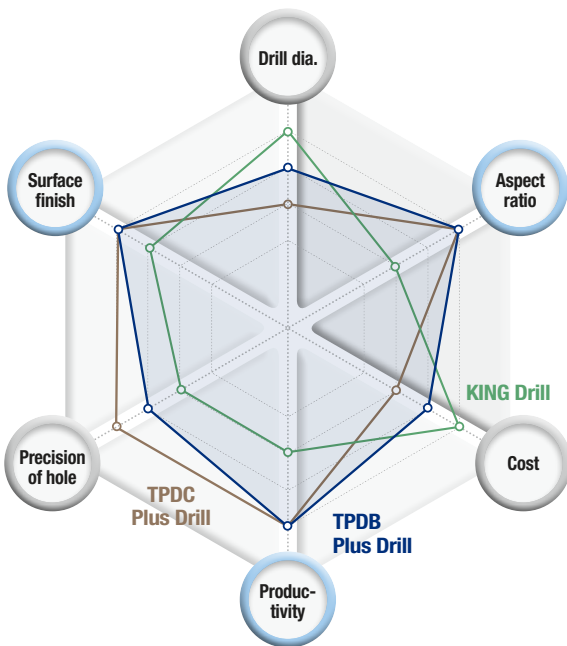 Drill dia.
Surface
finish
Aspect
ratio
KING Drill
Precision
of hole
Cost
TPDC
Plus Drill
TPDB
Plus Drill
Produc-
tivity